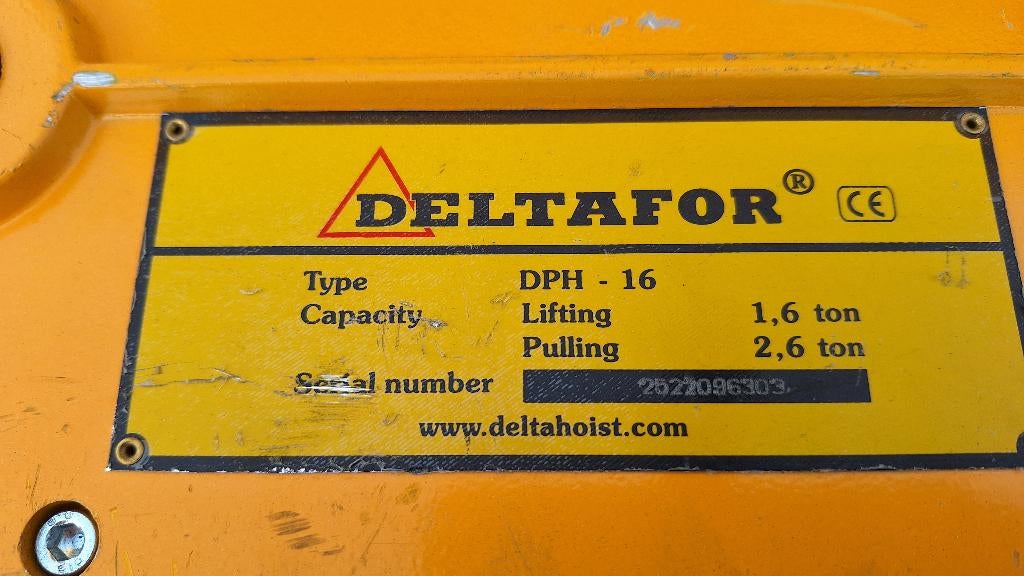 DELTAFOR® CE
Type DPH - 16
Capacity Lifting 1,6 ton
Pulling 2,6 ton
Serial number 2522096303
www.deltahoist.com